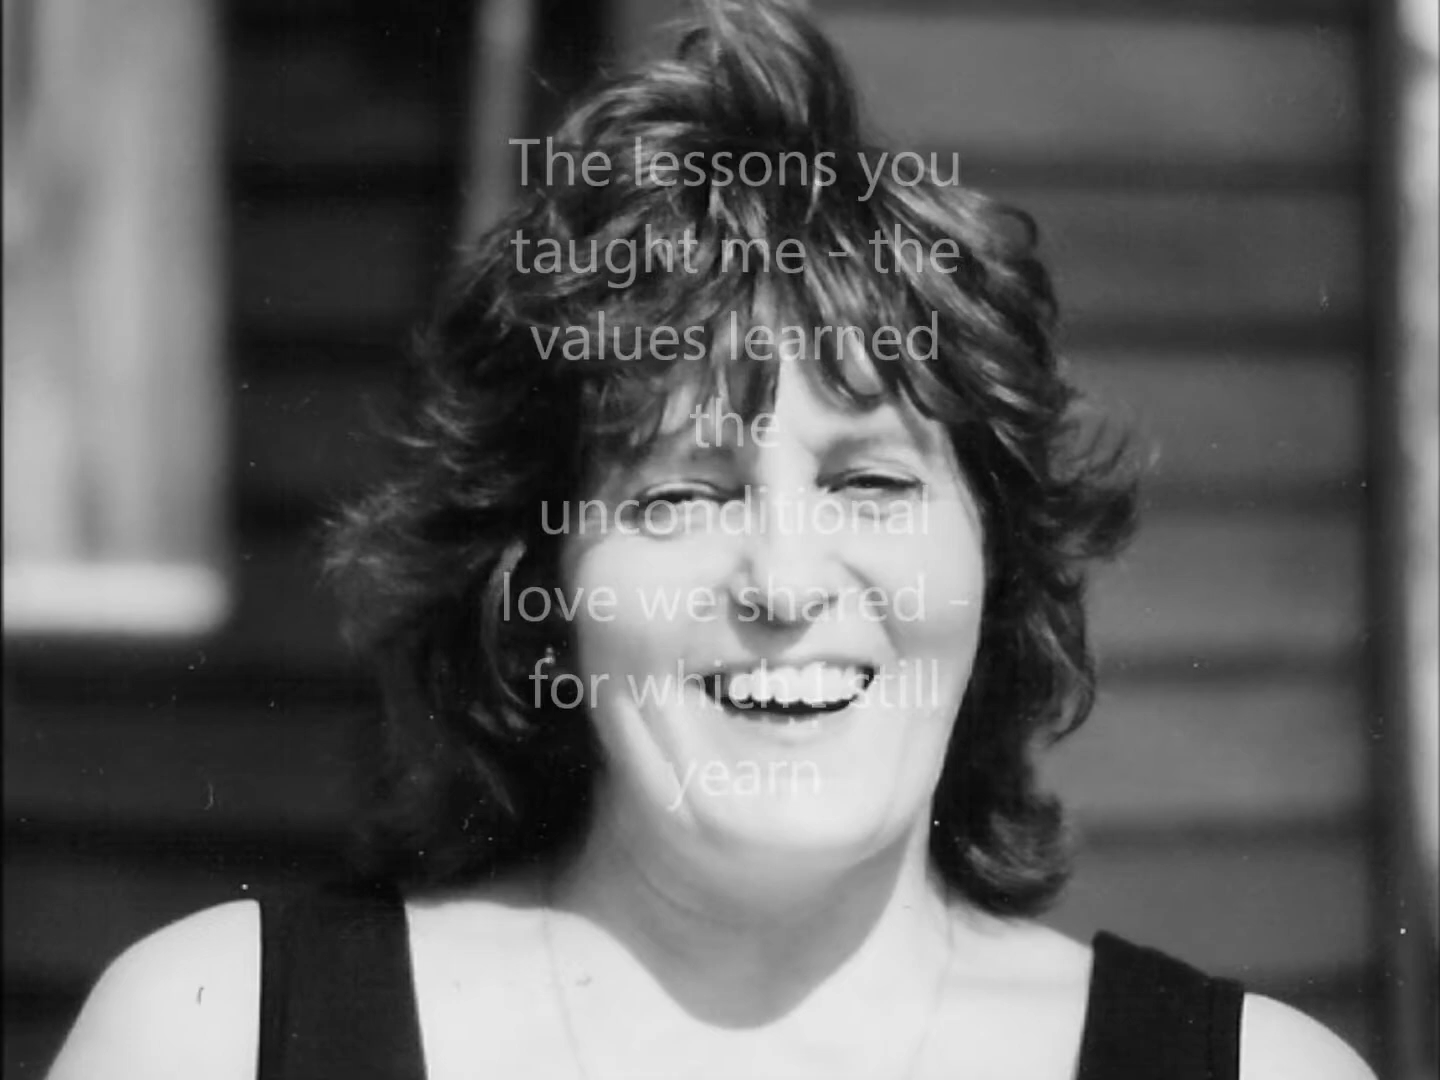 The lessons you
taught me - the
values learned
the
unconditional
love we shared -
for which I still
yearn